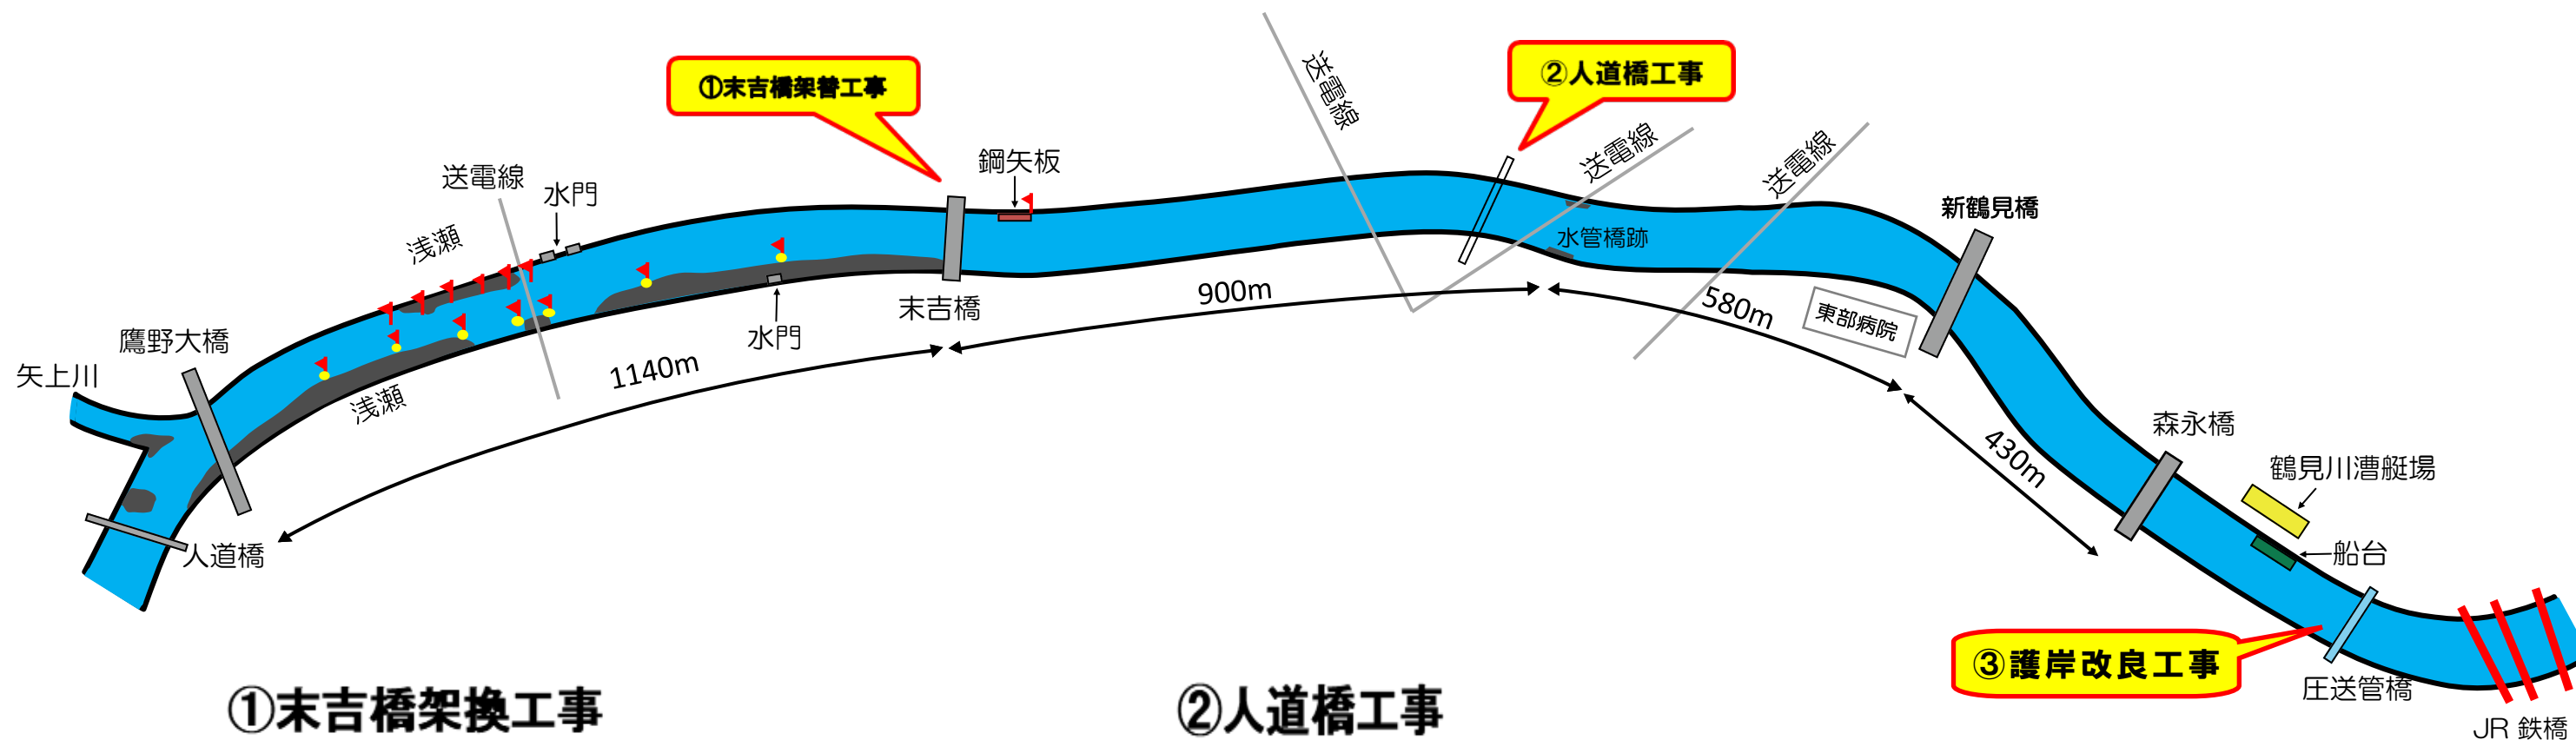 ①末吉橋架替工事
②人道橋工事
送電線
送電線
送電線
鋼矢板
送電線
水門
浅瀬
新鶴見橋
水管橋跡
末吉橋
900m
580m
東部病院
水門
鷹野大橋
矢上川
1140m
浅瀬
森永橋
430m
鶴見川漕艇場
人道橋
船台
③護岸改良工事
圧送管橋
JR 鉄橋
①末吉橋架換工事
②人道橋工事